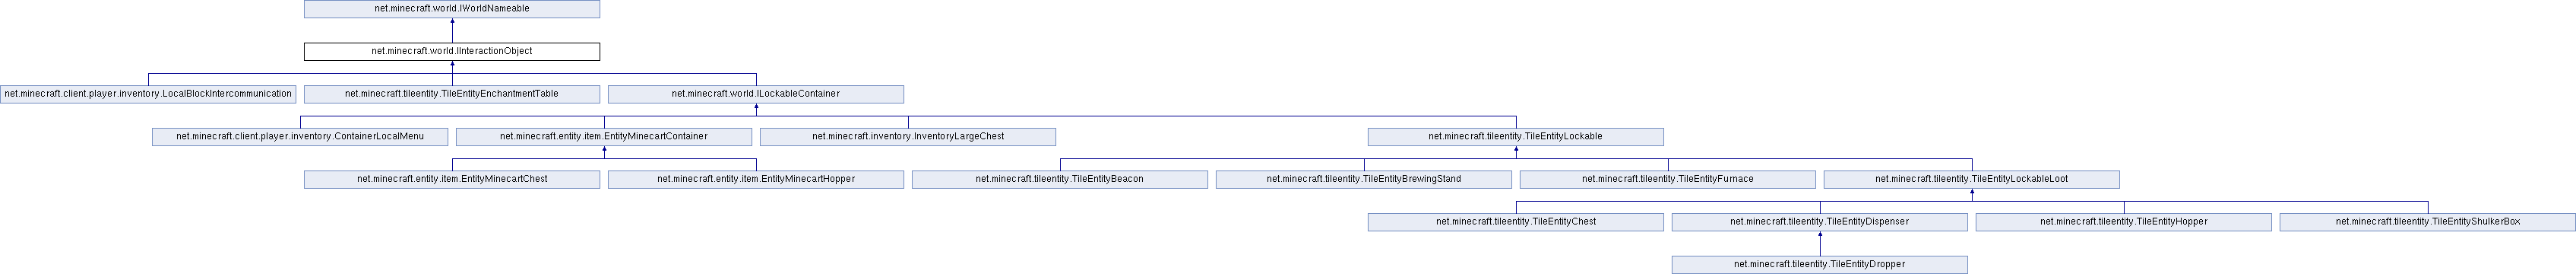 net.minecraft.world.IWorldNameable
net.minecraft.world.IInteractionObject
net.minecraft.client.player.inventory.LocalBlockIntercommunication
net.minecraft.tileentity.TileEntityEnchantmentTable
net.minecraft.world.ILockableContainer
net.minecraft.client.player.inventory.ContainerLocalMenu
net.minecraft.entity.item.EntityMinecartContainer
net.minecraft.inventory.InventoryLargeChest
net.minecraft.tileentity.TileEntityLockable
net.minecraft.entity.item.EntityMinecartChest
net.minecraft.entity.item.EntityMinecartHopper
net.minecraft.tileentity.TileEntityBeacon
net.minecraft.tileentity.TileEntityBrewingStand
net.minecraft.tileentity.TileEntityFurnace
net.minecraft.tileentity.TileEntityLockableLoot
net.minecraft.tileentity.TileEntityChest
net.minecraft.tileentity.TileEntityDispenser
net.minecraft.tileentity.TileEntityHopper
net.minecraft.tileentity.TileEntityShulkerBox
net.minecraft.tileentity.TileEntityDropper